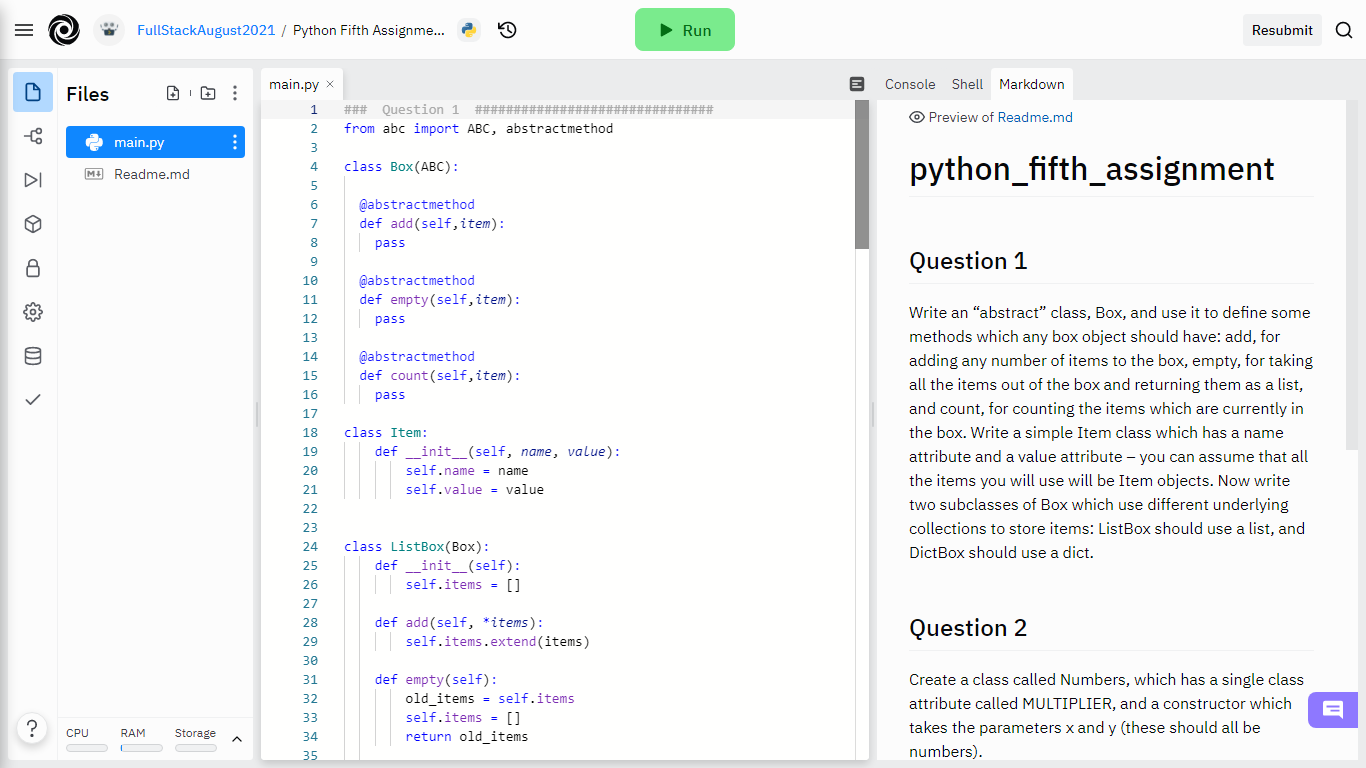 FullStackAugust2021 / Python Fifth Assignme...
Run
Resubmit
Files
main.py
Readme.md
CPU
RAM
Storage
?
main.py ×
1 ### Question 1 ###############################
2 from abc import ABC, abstractmethod
3
4 class Box(ABC):
5
6 @abstractmethod
7 def add(self,item):
8 pass
9
10 @abstractmethod
11 def empty(self,item):
12 pass
13
14 @abstractmethod
15 def count(self,item):
16 pass
17
18 class Item:
19 def __init__(self, name, value):
20 self.name = name
21 self.value = value
22
23
24 class ListBox(Box):
25 def __init__(self):
26 self.items = []
27
28 def add(self, *items):
29 self.items.extend(items)
30
31 def empty(self):
32 old_items = self.items
33 self.items = []
34 return old_items
35
Console Shell Markdown
Preview of Readme.md
python_fifth_assignment
Question 1
Write an “abstract” class, Box, and use it to define some
methods which any box object should have: add, for
adding any number of items to the box, empty, for taking
all the items out of the box and returning them as a list,
and count, for counting the items which are currently in
the box. Write a simple Item class which has a name
attribute and a value attribute – you can assume that all
the items you will use will be Item objects. Now write
two subclasses of Box which use different underlying
collections to store items: ListBox should use a list, and
DictBox should use a dict.
Question 2
Create a class called Numbers, which has a single class
attribute called MULTIPLIER, and a constructor which
takes the parameters x and y (these should all be
numbers).